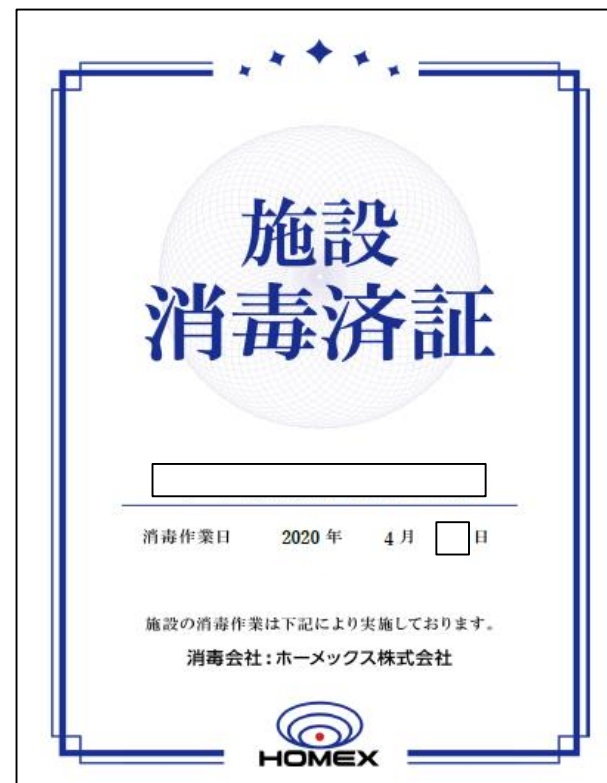 施設
消毒済証
消毒作業日 2020 年 4 月 日
施設の消毒作業は下記により実施しております。
消毒会社：ホーメックス株式会社
HOMEX